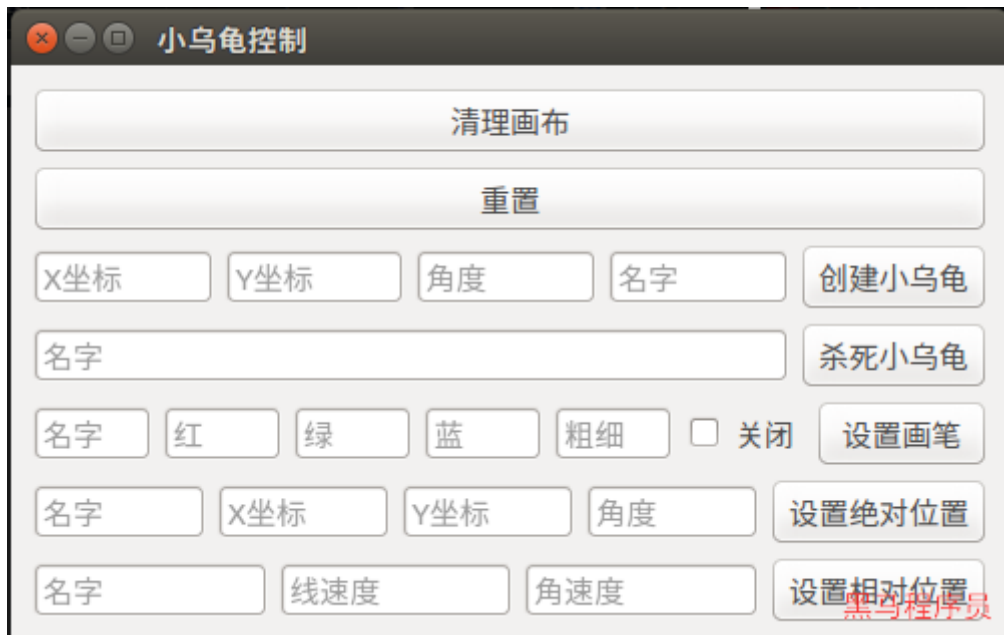 小乌龟控制
清理画布
重置
X坐标 Y坐标 角度 名字 创建小乌龟
名字 杀死小乌龟
名字 红 绿 蓝 粗细 关闭 设置画笔
名字 X坐标 Y坐标 角度 设置绝对位置
名字 线速度 角速度 设置相对位置
黑马程序员